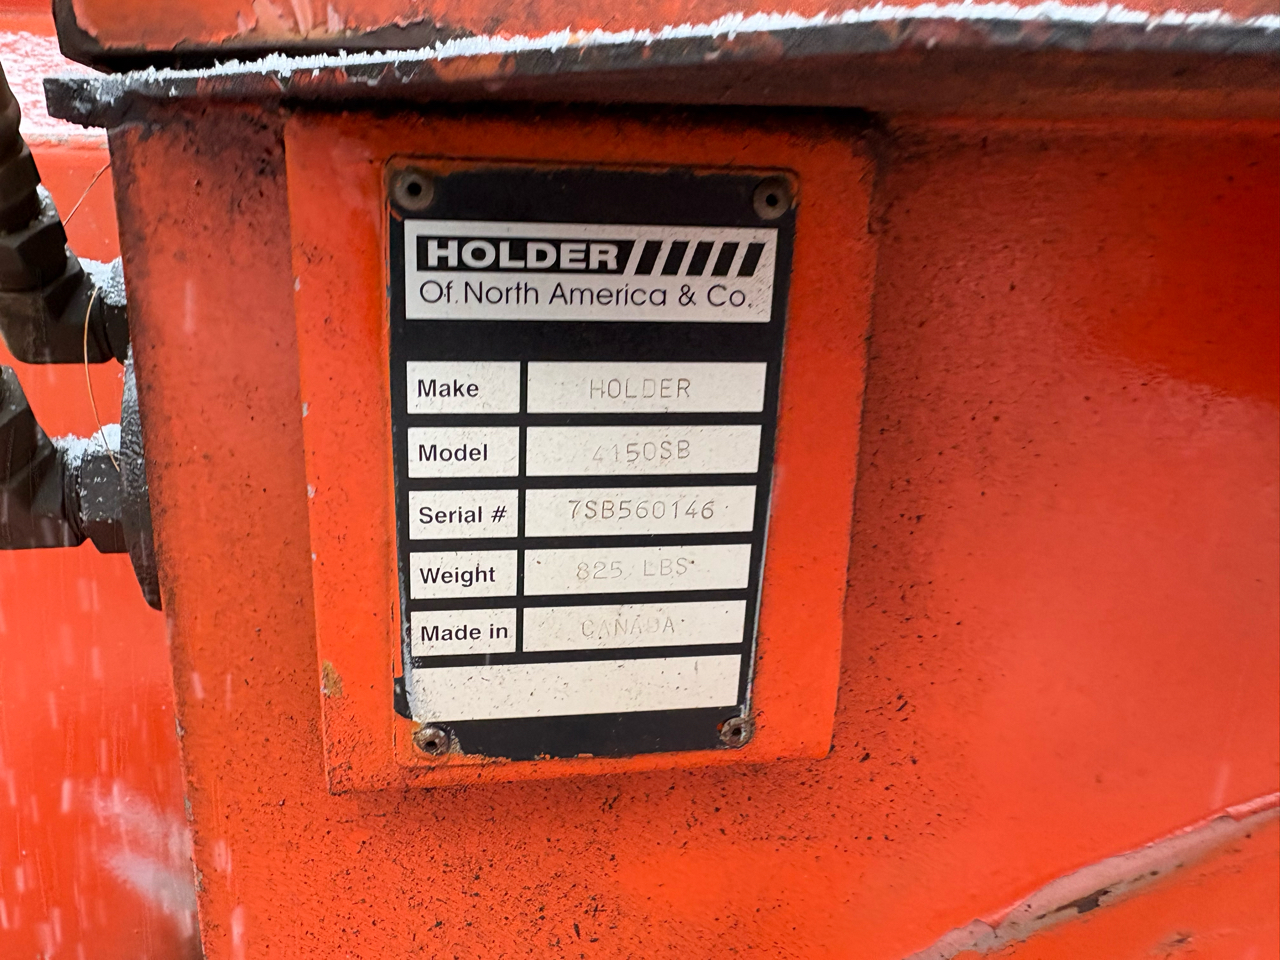 HOLDER
Of North America & Co.
Make HOLDER
Model 4150SB
Serial # 7SB560146
Weight 825 LBS
Made in CANADA